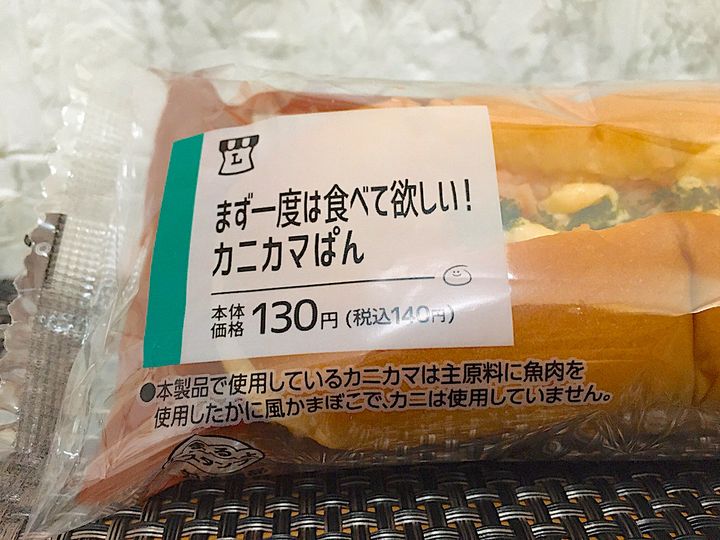 L
まず一度は食べて欲しい！
カニカマぱん
本体価格 130円 (税込140円)
●本製品で使用しているカニカマは主原料に魚肉を
使用したかに風かまぼこで、カニは使用していません。